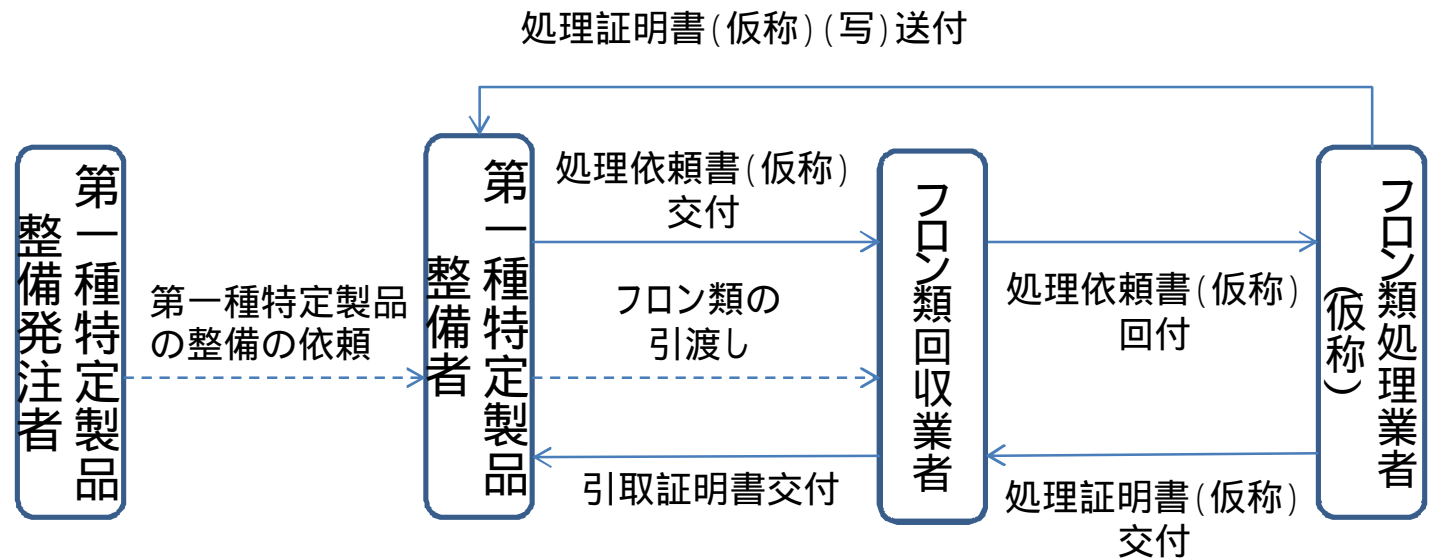 処理証明書(仮称)(写)送付
第一種特定製品
整備発注者
第一種特定製品
の整備の依頼
第一種特定製品
整備者
処理依頼書(仮称)
交付
フロン類の
引渡し
引取証明書交付
フロン類回収業者
処理依頼書(仮称)
回付
処理証明書(仮称)
交付
フロン類処理業者
(仮称)